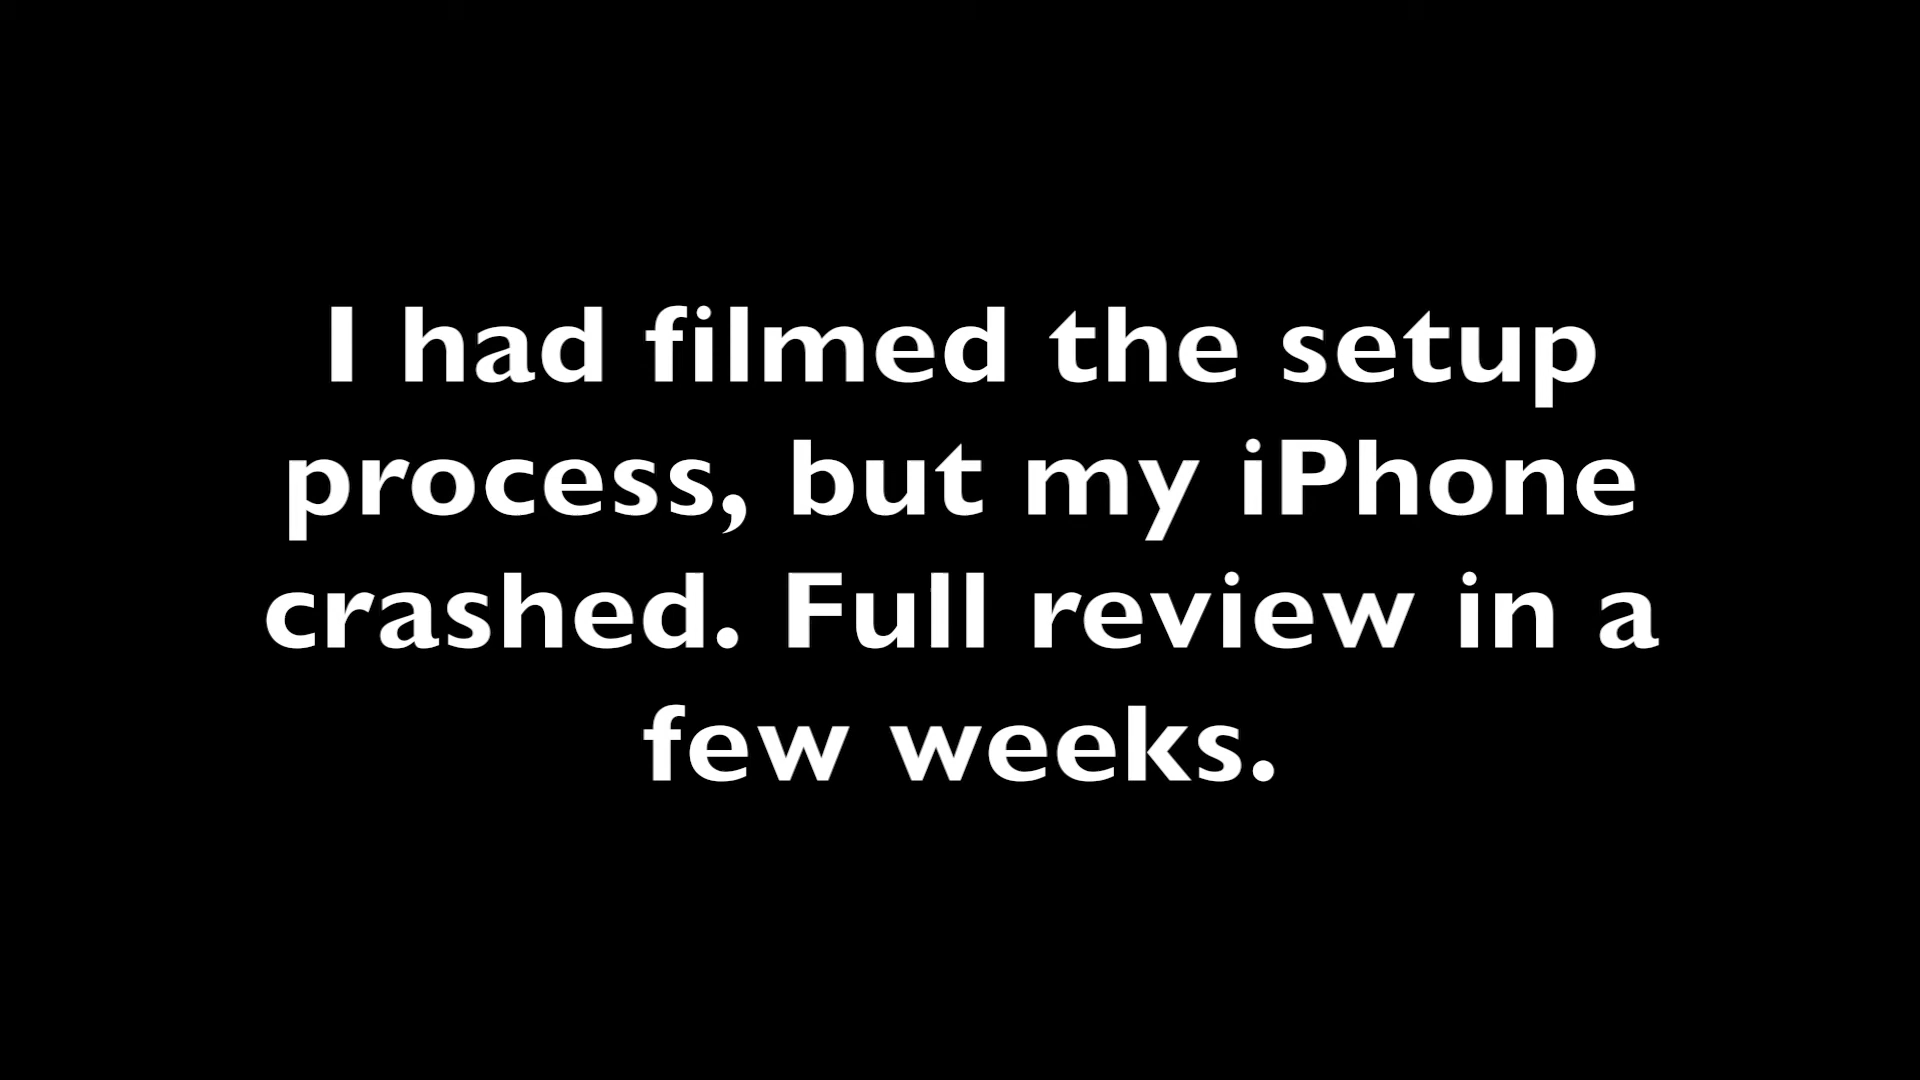 I had filmed the setup
process, but my iPhone
crashed. Full review in a
few weeks.